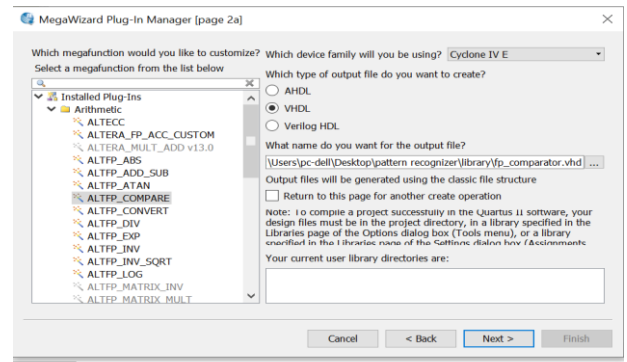 MegaWizard Plug-In Manager [page 2a]
Which megafunction would you like to customize?
Select a megafunction from the list below
Installed Plug-Ins
Arithmetic
ALTECC
ALTERA_FP_ACC_CUSTOM
ALTERA_MULT_ADD v13.0
ALTFP_ABS
ALTFP_ADD_SUB
ALTFP_ATAN
ALTFP_COMPARE
ALTFP_CONVERT
ALTFP_DIV
ALTFP_EXP
ALTFP_INV
ALTFP_INV_SQRT
ALTFP_LOG
ALTFP_MATRIX_INV
ALTFP_MATRIX_MULT
Which device family will you be using? Cyclone IV E
Which type of output file do you want to create?
AHDL
VHDL
Verilog HDL
What name do you want for the output file?
\Users\pc-dell\Desktop\pattern recognizer\library\fp_comparator.vhd ...
Output files will be generated using the classic file structure
Return to this page for another create operation
Note: To compile a project successfully in the Quartus II software, your
design files must be in the project directory, in a library specified in the
Libraries page of the Options dialog box (Tools menu), or a library
specified in the Libraries page of the Settings dialog box (Assignments
Your current user library directories are:
Cancel < Back Next > Finish